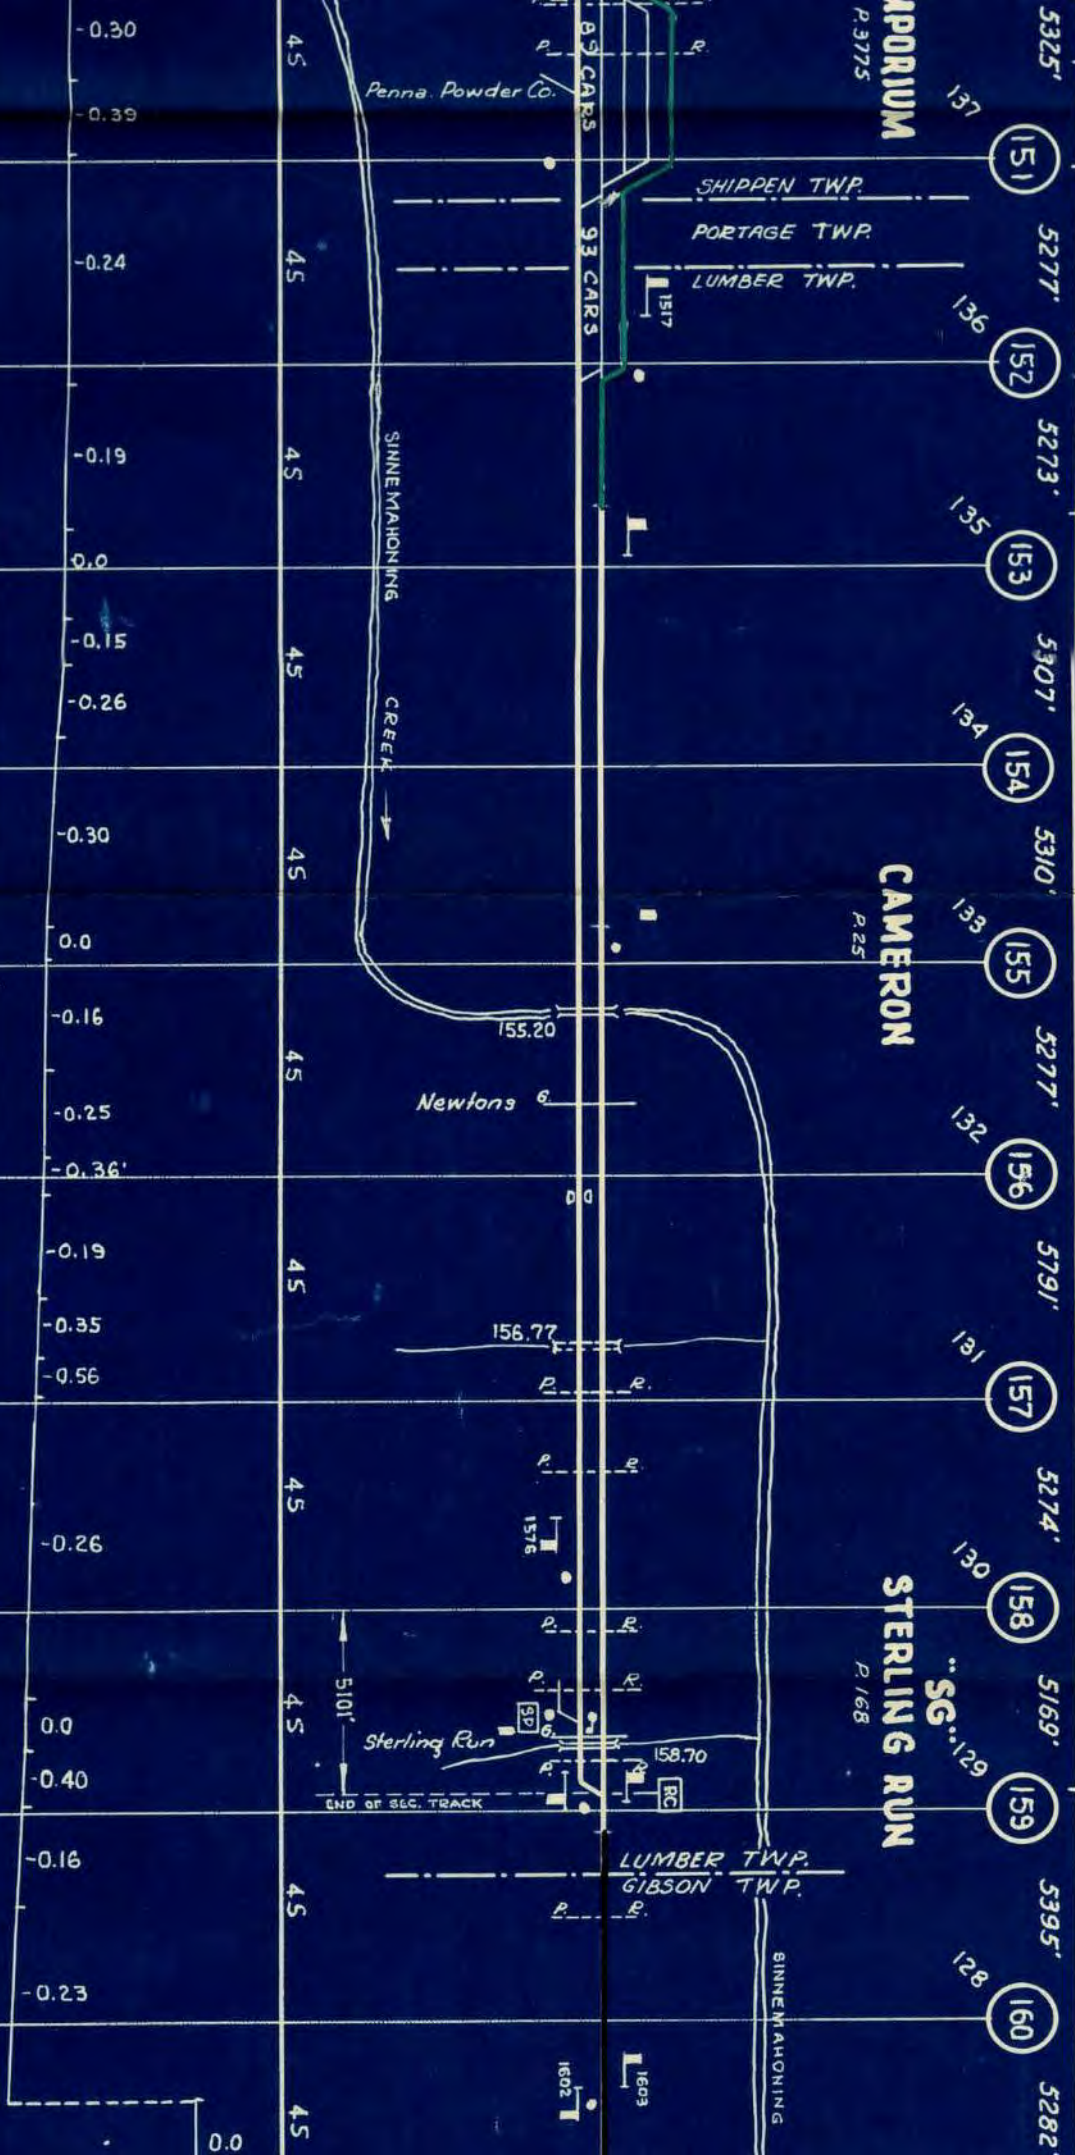 -0.30
45
P. R.
Penna. Powder Co.
89 CARS
MPORIUM
P. 3775
5325'
-0.39
137
151
SHIPPEN TWP.
PORTAGE TWP.
LUMBER TWP.
93 CARS
1517
-0.24
45
5277'
136
152
-0.19
45
SINNEMAHONING
5273'
135
153
0.0
-0.15
45
-0.26
CREEK
5307'
134
154
-0.30
45
5310'
CAMERON
P. 25
133
155
0.0
-0.16
155.20
45
5277'
Newtons 6.
-0.25
132
156
-0.36'
-0.19
45
5791'
156.77
-0.35
131
-0.56
P. R.
157
P. R.
45
5274'
1576
-0.26
130
158
P. R.
5101'
P. R.
STERLING RUN
P. 168
"SG"
5169'
0.0
45
SP
Sterling Run 6.
158.70
129
-0.40
P. R.
RC
END OF SEC. TRACK
159
-0.16
LUMBER TWP.
GIBSON TWP.
45
P. R.
5395'
-0.23
128
160
SINNEMAHONING
1602
1603
45
5282
0.0